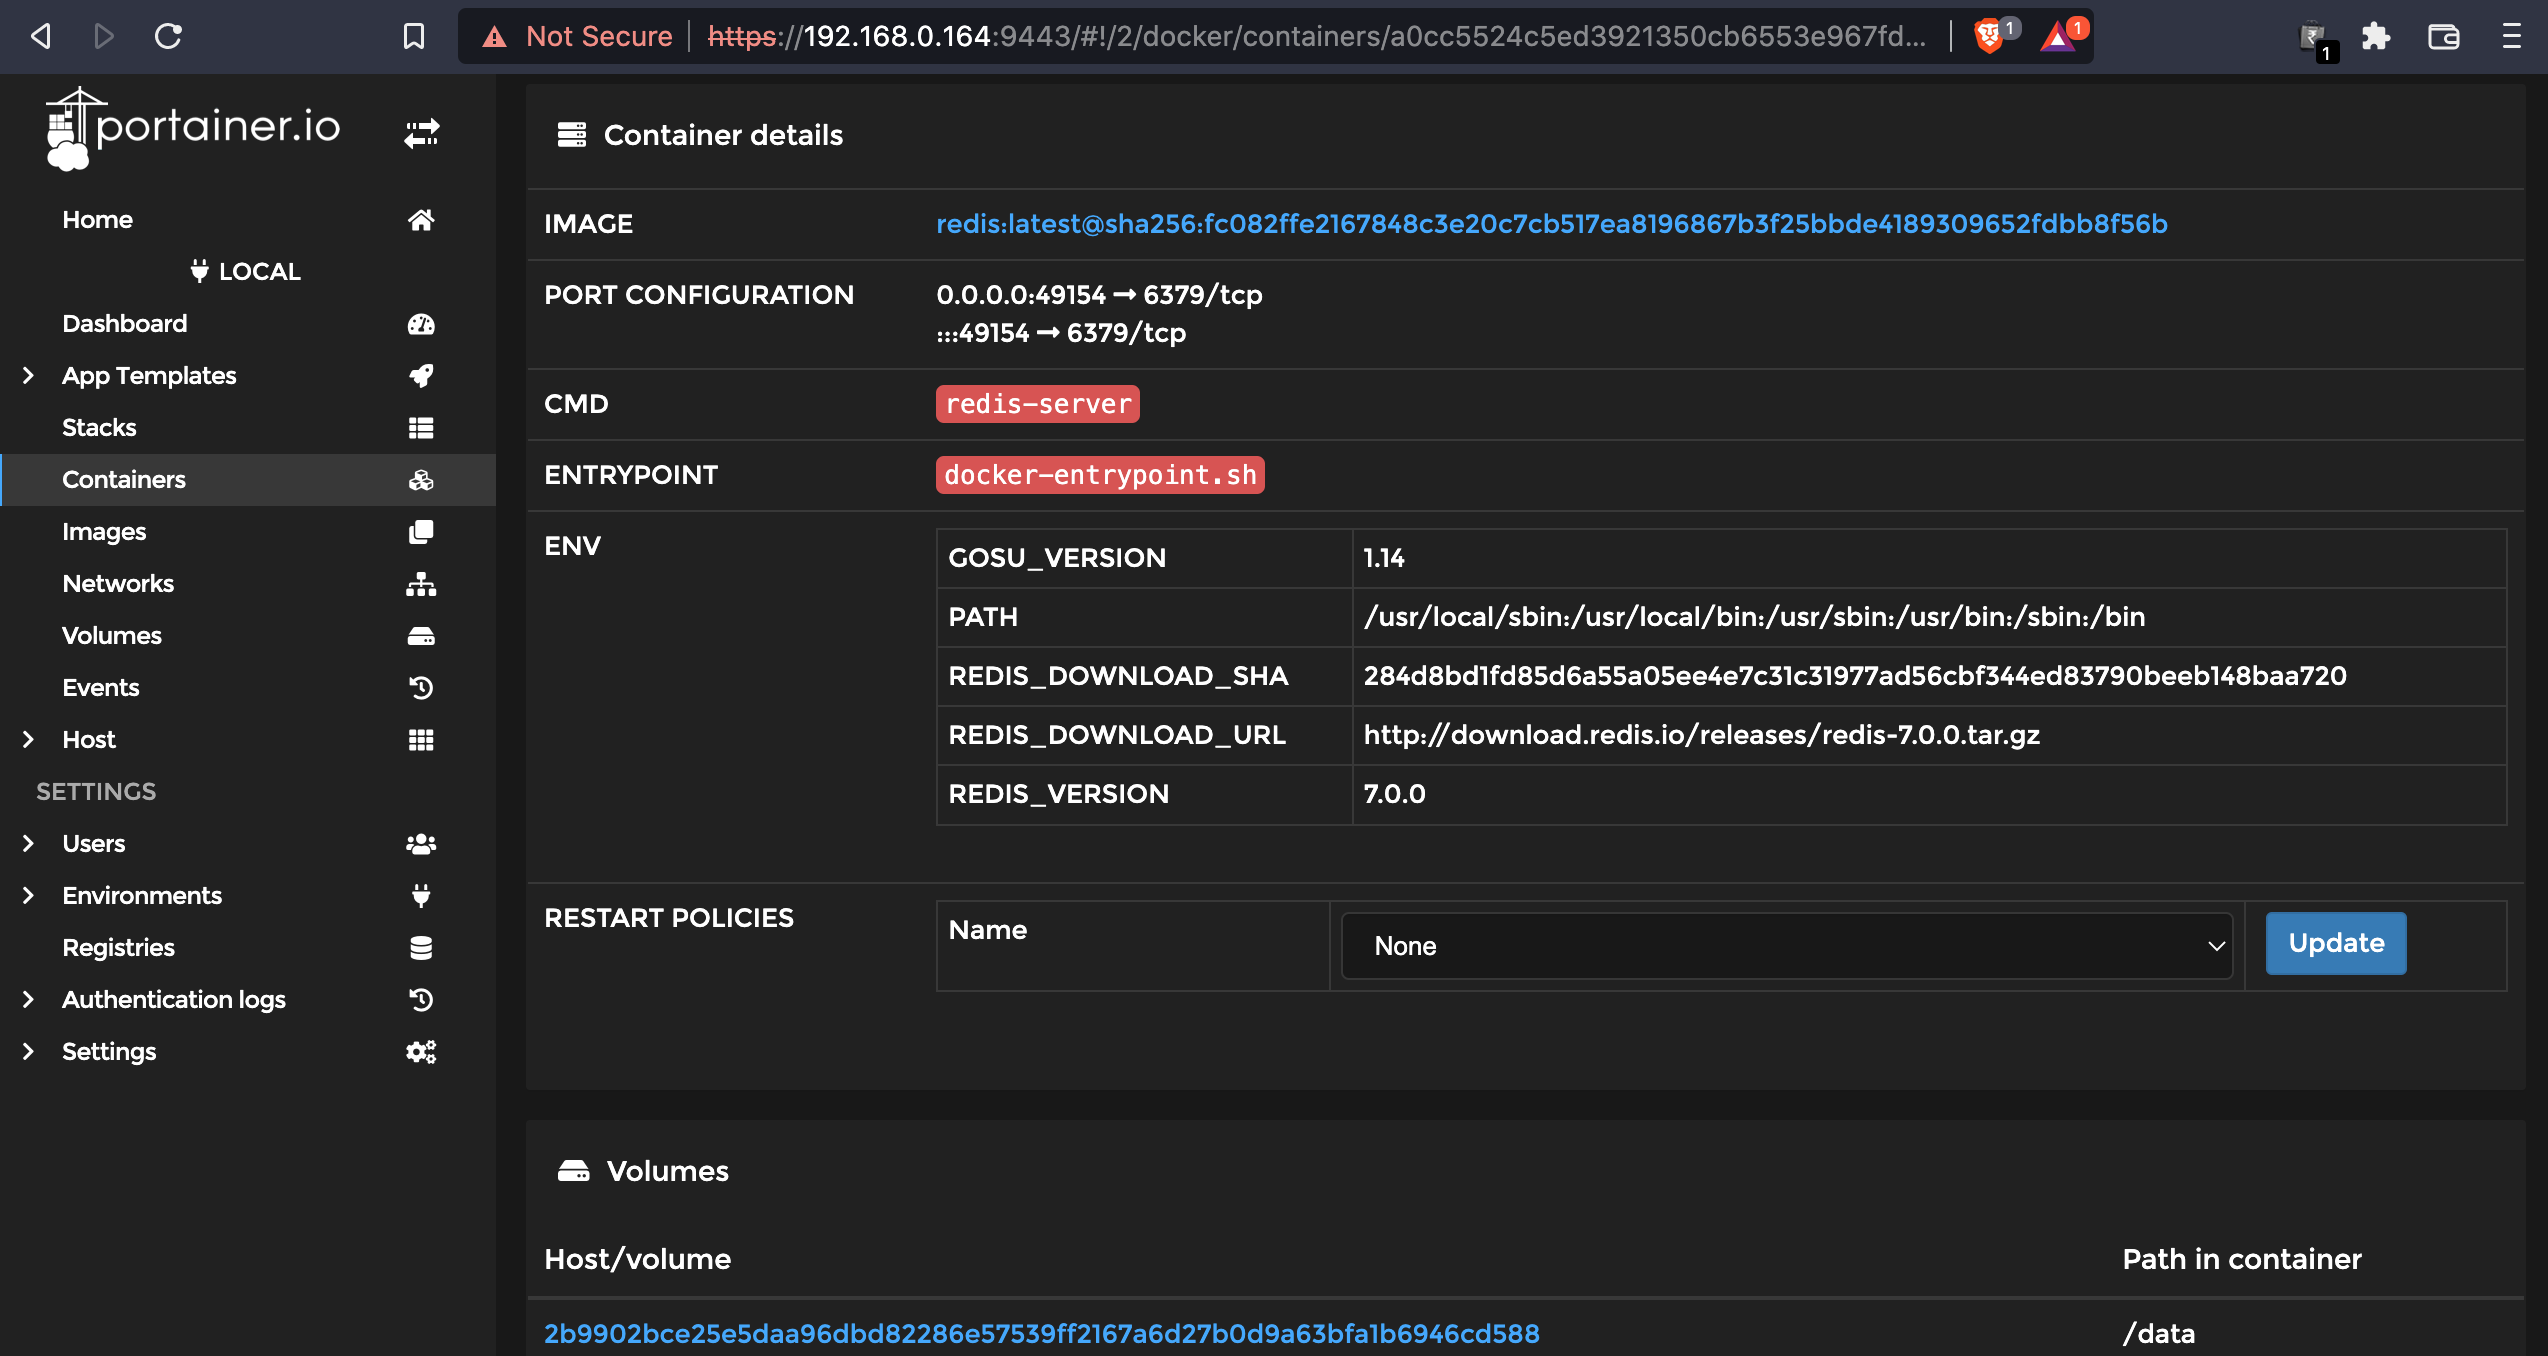 Not Secure
https://192.168.0.164:9443/#!/2/docker/containers/a0cc5524c5ed3921350cb6553e967fd...
1
1
1
portainer.io
Home
LOCAL
Dashboard
App Templates
Stacks
Containers
Images
Networks
Volumes
Events
Host
SETTINGS
Users
Environments
Registries
Authentication logs
Settings
Container details
IMAGE redis:latest@sha256:fc082ffe2167848c3e20c7cb517ea8196867b3f25bbde4189309652fdbb8f56b
PORT CONFIGURATION 0.0.0.0:49154 → 6379/tcp
:::49154 → 6379/tcp
CMD redis-server
ENTRYPOINT docker-entrypoint.sh
ENV
GOSU_VERSION 1.14
PATH /usr/local/sbin:/usr/local/bin:/usr/sbin:/usr/bin:/sbin:/bin
REDIS_DOWNLOAD_SHA 284d8bd1fd85d6a55a05ee4e7c31c31977ad56cbf344ed83790beeb148baa720
REDIS_DOWNLOAD_URL http://download.redis.io/releases/redis-7.0.0.tar.gz
REDIS_VERSION 7.0.0
RESTART POLICIES Name None Update
Volumes
Host/volume Path in container
2b9902bce25e5daa96dbd82286e57539ff2167a6d27b0d9a63bfa1b6946cd588 /data